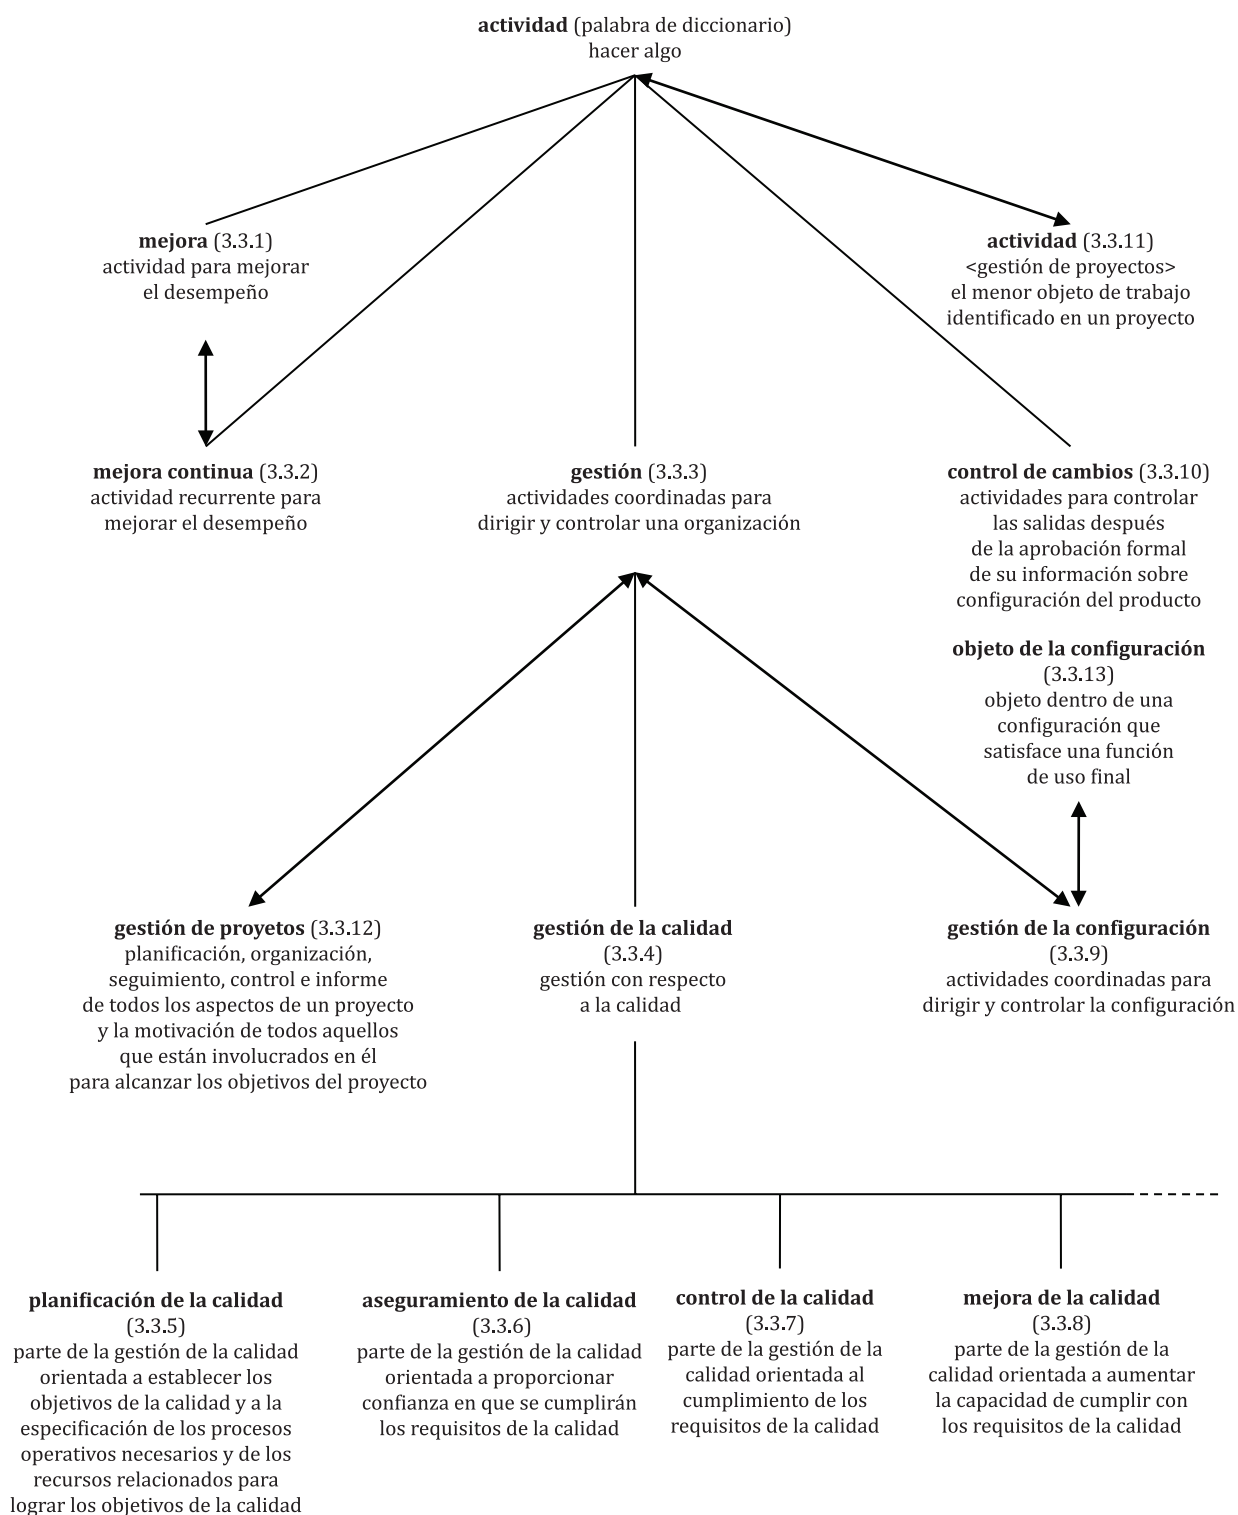 actividad (palabra de diccionario)
hacer algo
mejora (3.3.1)
actividad para mejorar
el desempeño
actividad (3.3.11)
<gestión de proyectos>
el menor objeto de trabajo
identificado en un proyecto
mejora continua (3.3.2)
actividad recurrente para
mejorar el desempeño
gestión (3.3.3)
actividades coordinadas para
dirigir y controlar una organización
control de cambios (3.3.10)
actividades para controlar
las salidas después
de la aprobación formal
de su información sobre
configuración del producto
objeto de la configuración
(3.3.13)
objeto dentro de una
configuración que
satisface una función
de uso final
gestión de proyetos (3.3.12)
planificación, organización,
seguimiento, control e informe
de todos los aspectos de un proyecto
y la motivación de todos aquellos
que están involucrados en él
para alcanzar los objetivos del proyecto
gestión de la calidad
(3.3.4)
gestión con respecto
a la calidad
gestión de la configuración
(3.3.9)
actividades coordinadas para
dirigir y controlar la configuración
planificación de la calidad
(3.3.5)
parte de la gestión de la calidad
orientada a establecer los
objetivos de la calidad y a la
especificación de los procesos
operativos necesarios y de los
recursos relacionados para
lograr los objetivos de la calidad
aseguramiento de la calidad
(3.3.6)
parte de la gestión de la calidad
orientada a proporcionar
confianza en que se cumplirán
los requisitos de la calidad
control de la calidad
(3.3.7)
parte de la gestión de la
calidad orientada al
cumplimiento de los
requisitos de la calidad
mejora de la calidad
(3.3.8)
parte de la gestión de la
calidad orientada a aumentar
la capacidad de cumplir con
los requisitos de la calidad